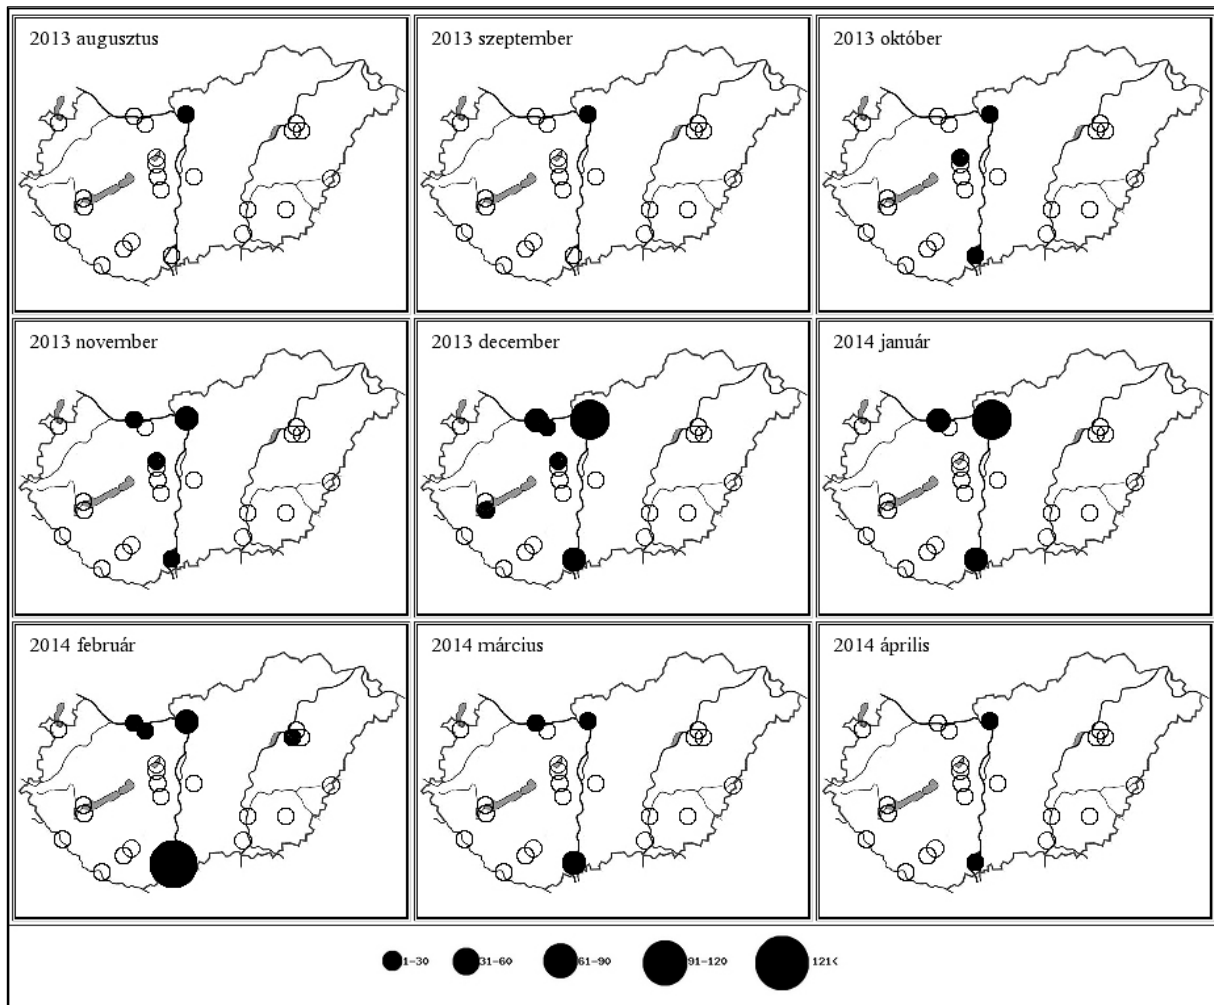 2013 augusztus
2013 szeptember
2013 október
2013 november
2013 december
2014 január
2014 február
2014 március
2014 április
1-30
31-60
61-90
91-120
121<